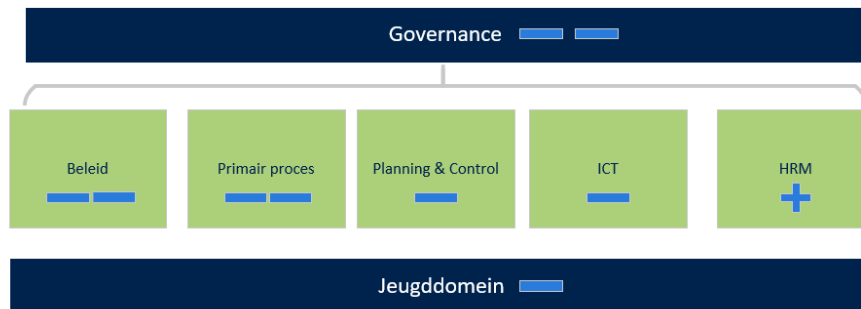 Governance
Beleid
Primair proces
Planning & Control
ICT
HRM
Jeugddomein